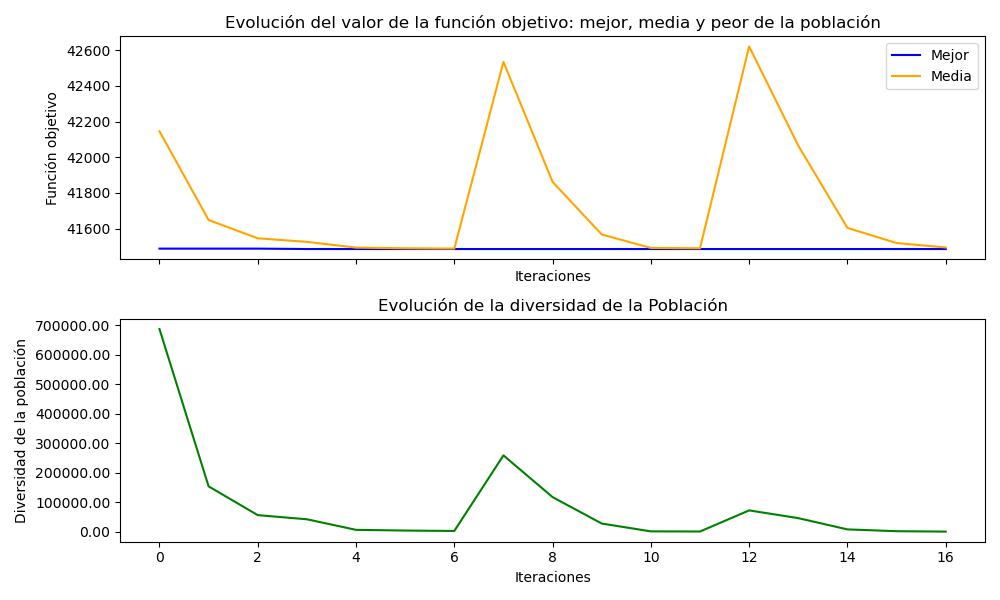 Evolución del valor de la función objetivo: mejor, media y peor de la población
Función objetivo
42600
42400
42200
42000
41800
41600
Mejor
Media
Iteraciones
Evolución de la diversidad de la Población
Diversidad de la población
700000.00
600000.00
500000.00
400000.00
300000.00
200000.00
100000.00
0.00
0 2 4 6 8 10 12 14 16
Iteraciones